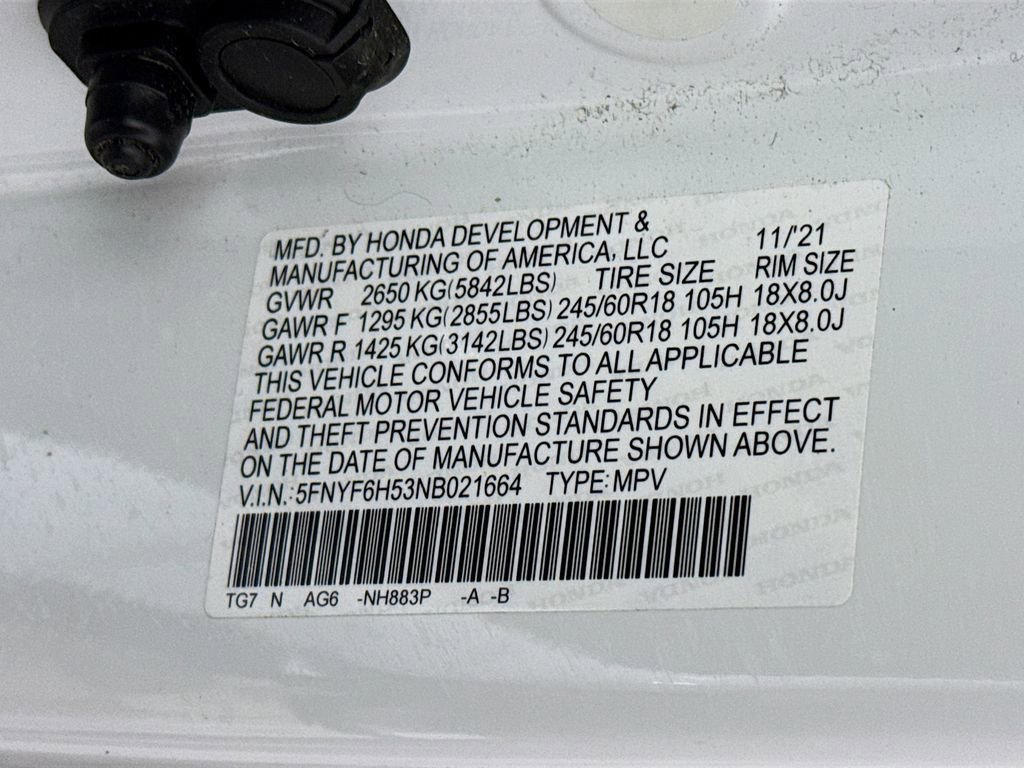 MFD. BY HONDA DEVELOPMENT &
MANUFACTURING OF AMERICA, LLC 11/'21
GVWR 2650 KG(5842LBS) TIRE SIZE RIM SIZE
GAWR F 1295 KG(2855LBS) 245/60R18 105H 18X8.0J
GAWR R 1425 KG(3142LBS) 245/60R18 105H 18X8.0J
THIS VEHICLE CONFORMS TO ALL APPLICABLE
FEDERAL MOTOR VEHICLE SAFETY
AND THEFT PREVENTION STANDARDS IN EFFECT
ON THE DATE OF MANUFACTURE SHOWN ABOVE.
V.I.N.: 5FNYF6H53NB021664 TYPE: MPV
TG7 N AG6 -NH883P -A -B